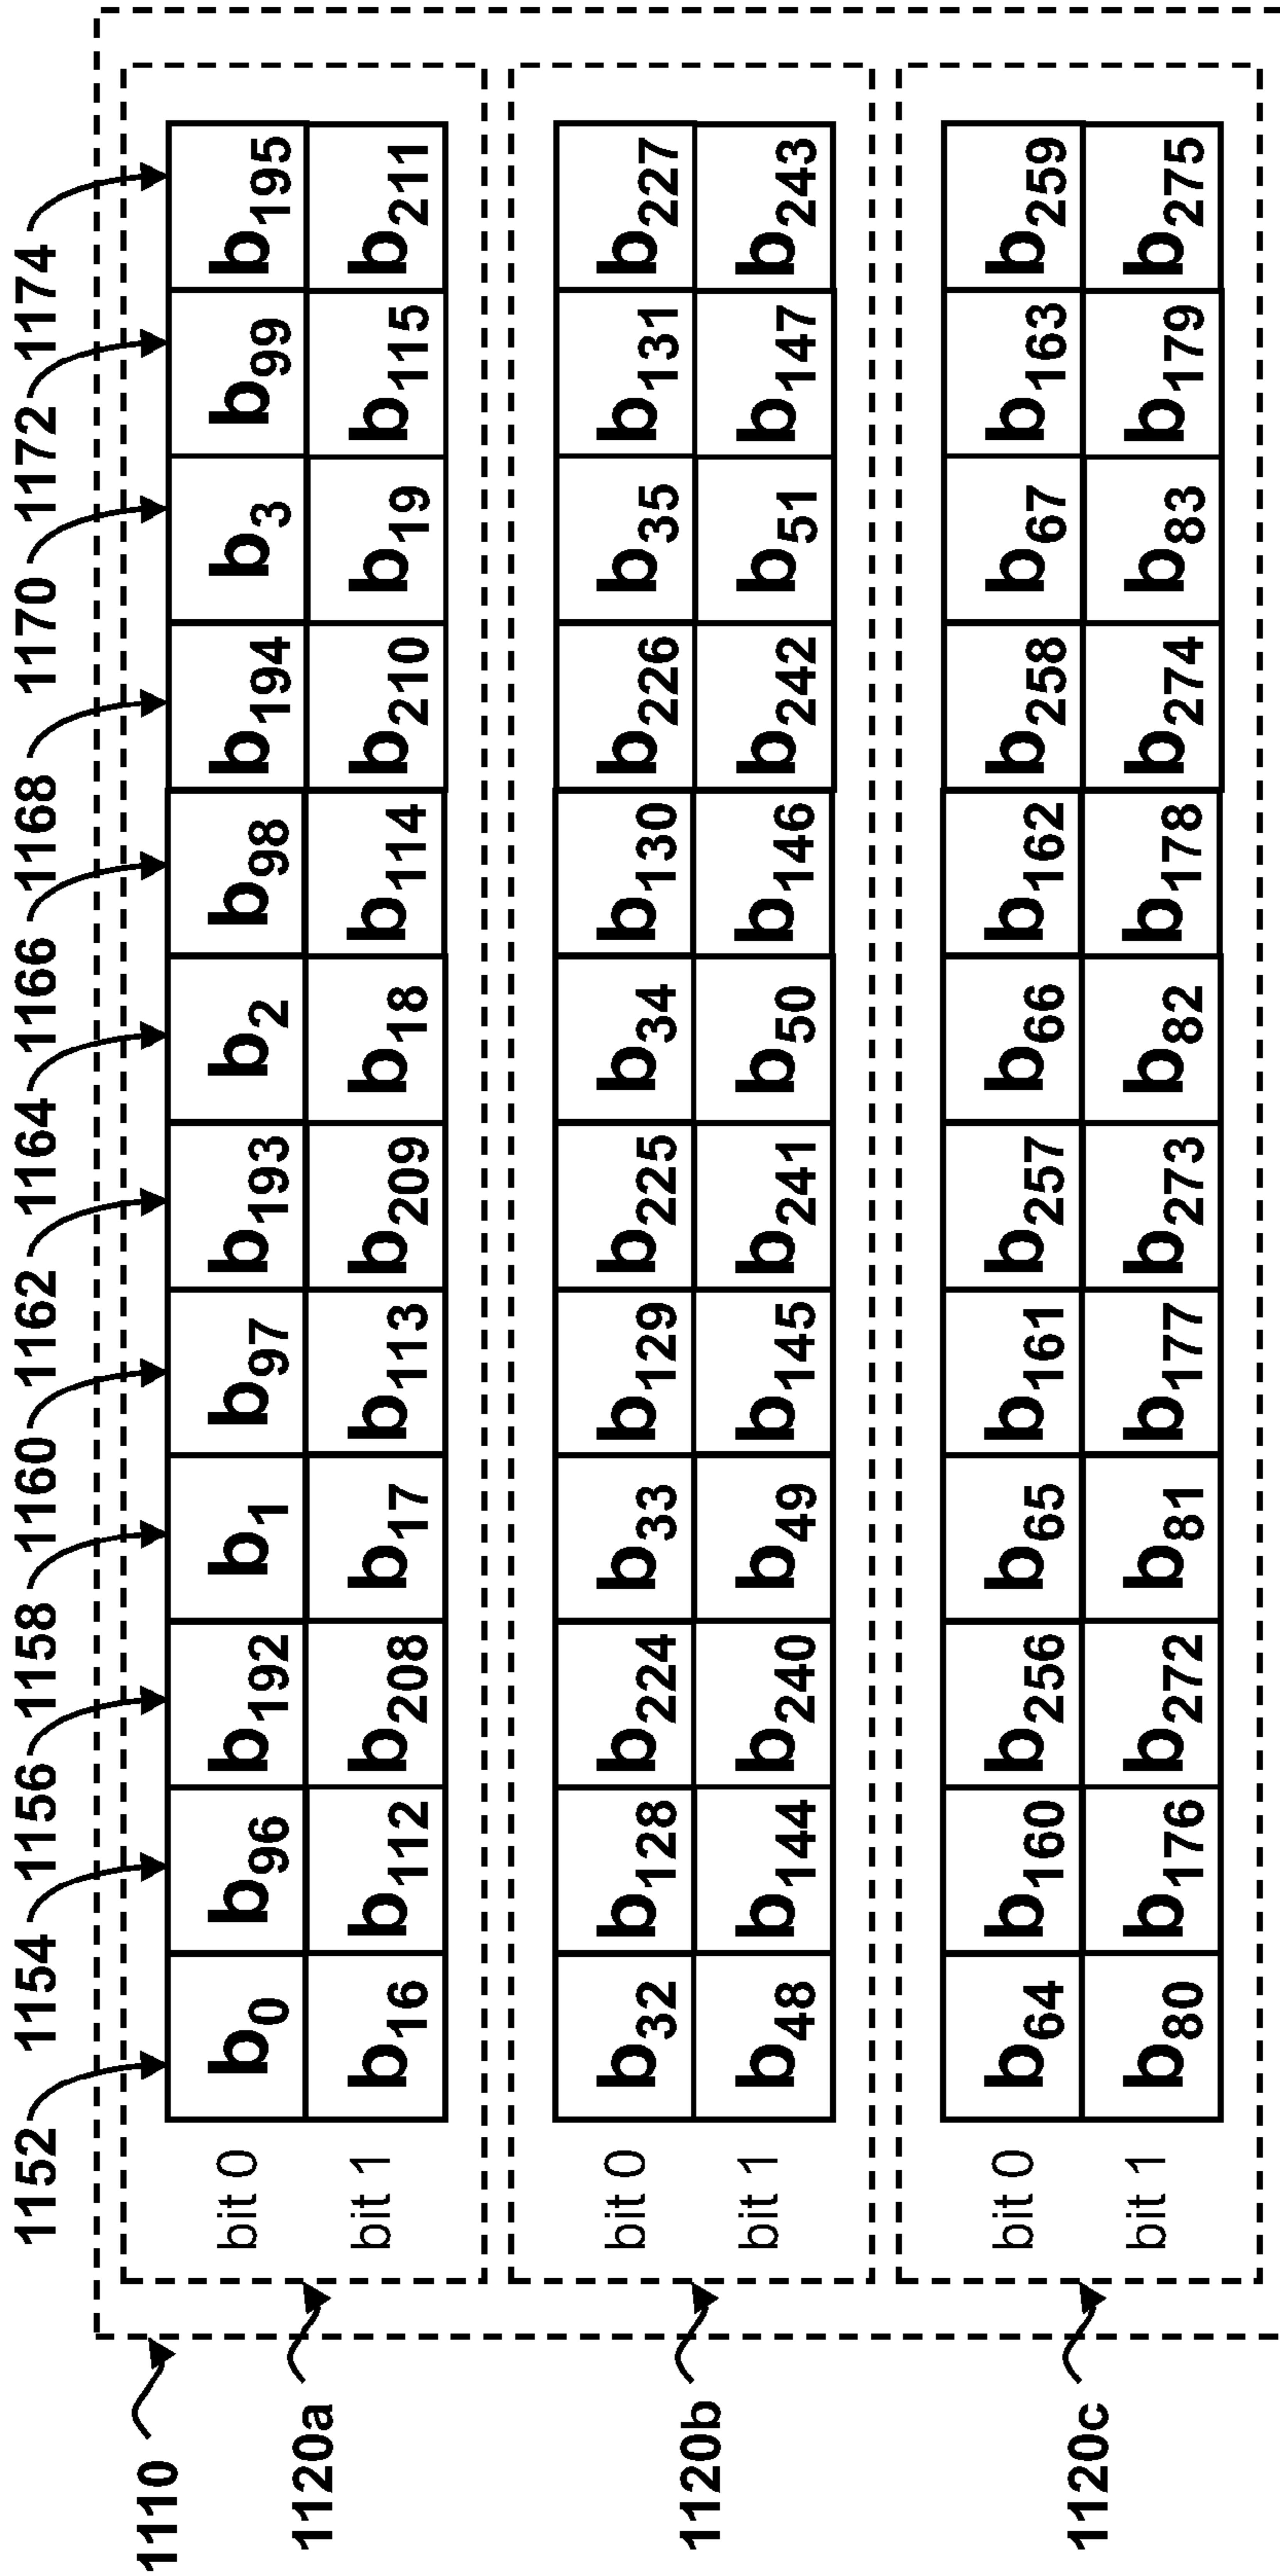 1152 1154 1156 1158 1160 1162 1164 1166 1168 1170 1172 1174
1110
1120a
bit 0 b0 b96 b192 b1 b97 b193 b2 b98 b194 b3 b99 b195
bit 1 b16 b112 b208 b17 b113 b209 b18 b114 b210 b19 b115 b211
1120b
bit 0 b32 b128 b224 b33 b129 b225 b34 b130 b226 b35 b131 b227
bit 1 b48 b144 b240 b49 b145 b241 b50 b146 b242 b51 b147 b243
1120c
bit 0 b64 b160 b256 b65 b161 b257 b66 b162 b258 b67 b163 b259
bit 1 b80 b176 b272 b81 b177 b273 b82 b178 b274 b83 b179 b275